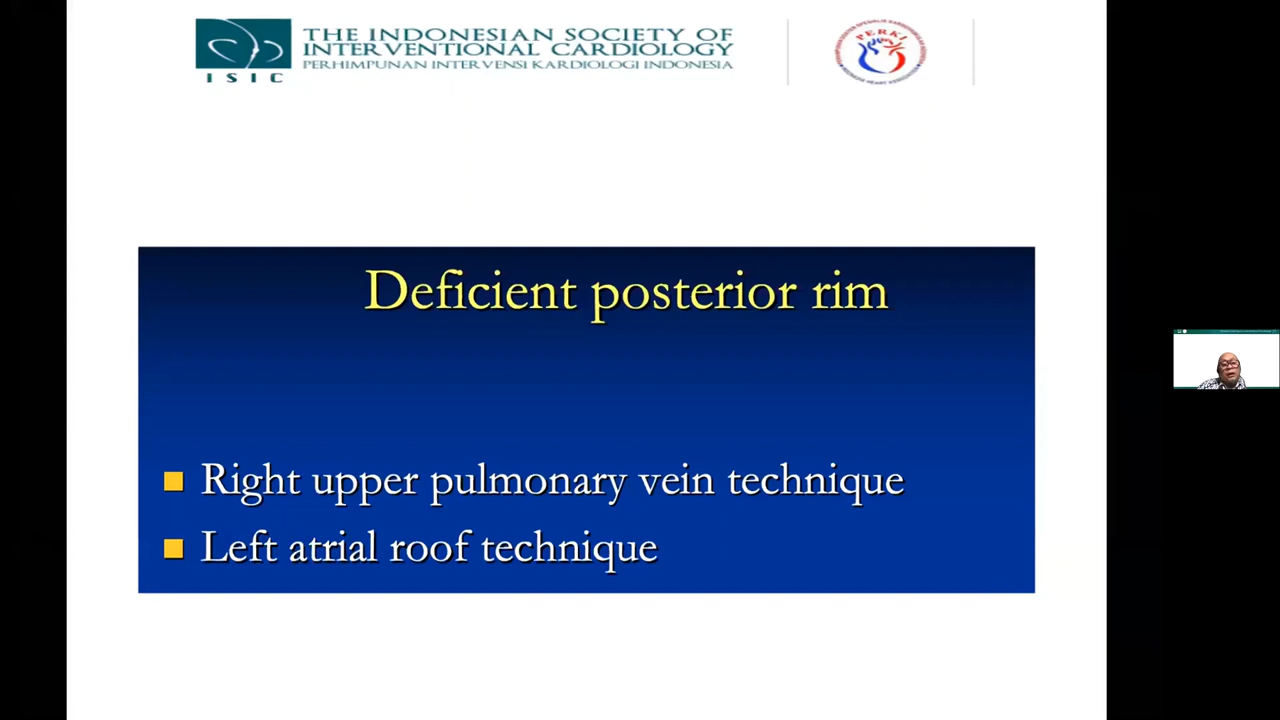 THE INDONESIAN SOCIETY OF
INTERVENTIONAL CARDIOLOGY
PERHIMPUNAN INTERVENSI KARDIOLOGI INDONESIA
ISIC
PERKI
Deficient posterior rim
Right upper pulmonary vein technique
Left atrial roof technique